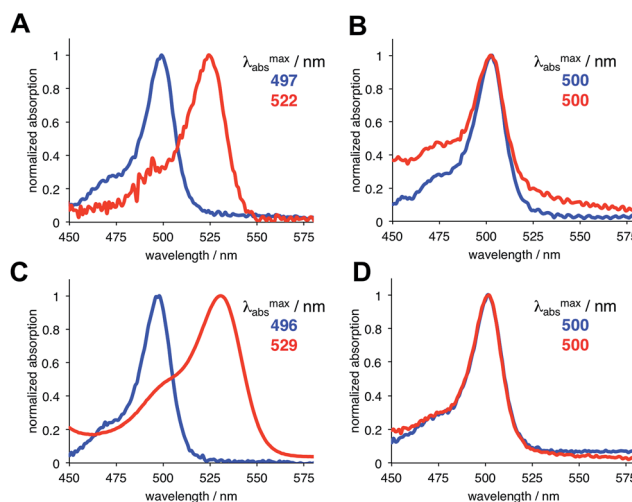 A
normalized absorption
1
0.8
0.6
0.4
0.2
0
450 475 500 525 550 575
wavelength / nm
λabsmax / nm
497
522
B
normalized absorption
1
0.8
0.6
0.4
0.2
0
450 475 500 525 550 575
wavelength / nm
λabsmax / nm
500
500
C
normalized absorption
1
0.8
0.6
0.4
0.2
0
450 475 500 525 550 575
wavelength / nm
λabsmax / nm
496
529
D
normalized absorption
1
0.8
0.6
0.4
0.2
0
450 475 500 525 550 575
wavelength / nm
λabsmax / nm
500
500